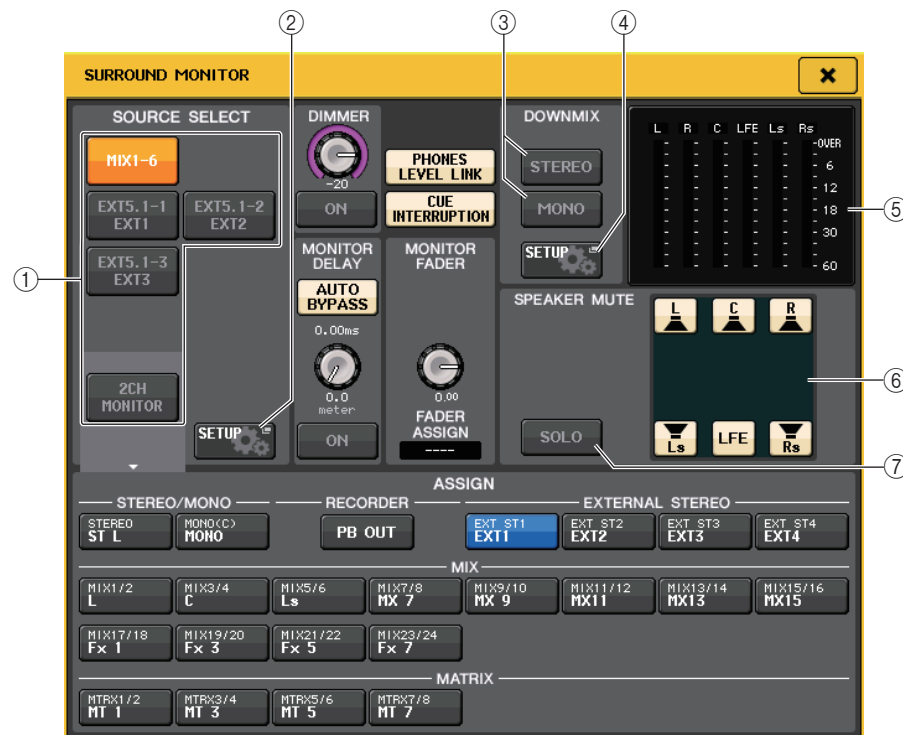 ② ③ ④
SURROUND MONITOR
SOURCE SELECT
MIX1-6
EXT5.1-1
EXT1
EXT5.1-2
EXT2
EXT5.1-3
EXT3
2CH
MONITOR
SETUP
①
DIMMER
-20
ON
PHONES
LEVEL LINK
CUE
INTERRUPTION
MONITOR
DELAY
AUTO
BYPASS
0.00ms
0.0
meter
ON
MONITOR
FADER
0.00
FADER
ASSIGN
----
DOWNMIX
STEREO
MONO
SETUP
L R C LFE Ls Rs
OVER
6
12
18
30
60
⑤
SPEAKER MUTE
L C R
Ls LFE Rs
⑥
SOLO
⑦
ASSIGN
STEREO/MONO
STEREO
ST L
MONO(C)
MONO
RECORDER
PB OUT
EXTERNAL STEREO
EXT ST1
EXT1
EXT ST2
EXT2
EXT ST3
EXT3
EXT ST4
EXT4
MIX
MIX1/2
L
MIX3/4
C
MIX5/6
Ls
MIX7/8
MX 7
MIX9/10
MX 9
MIX11/12
MX11
MIX13/14
MX13
MIX15/16
MX15
MIX17/18
Fx 1
MIX19/20
Fx 3
MIX21/22
Fx 5
MIX23/24
Fx 7
MATRIX
MTRX1/2
MT 1
MTRX3/4
MT 3
MTRX5/6
MT 5
MTRX7/8
MT 7